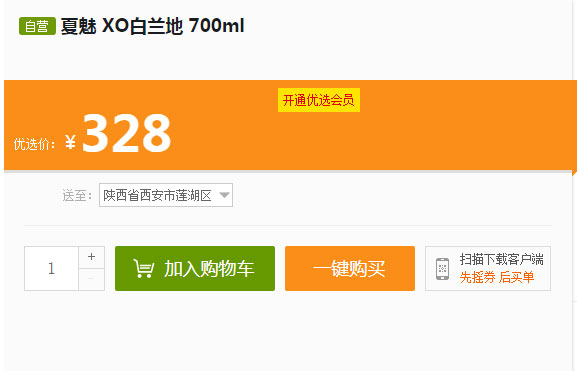 自营 夏魅 XO白兰地 700ml
开通优选会员
优选价: ¥ 328
送至: 陕西省西安市莲湖区
1 + -
加入购物车
一键购买
扫描下载客户端
先摇券 后买单